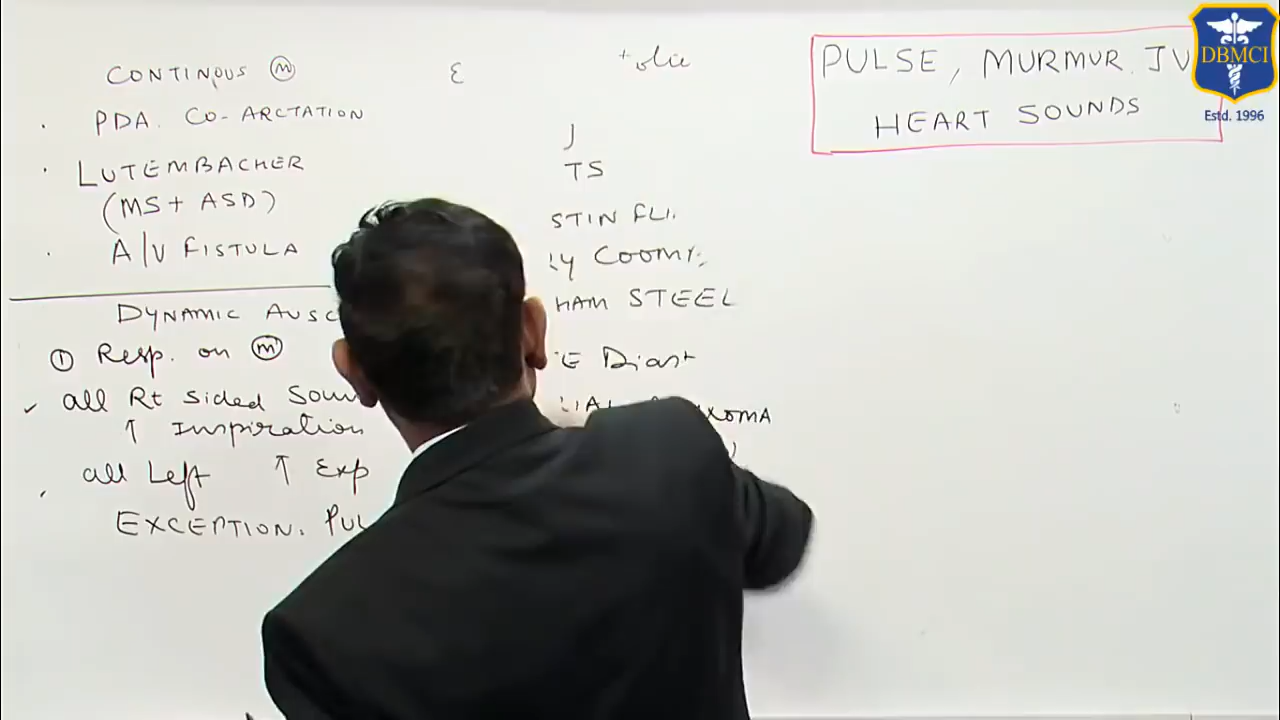 CONTINOUS M
PDA. CO-ARCTATION
LUTEMBACHER
(MS + ASD)
A/V FISTULA
DYNAMIC AUSC
① Resp. on M
all Rt sided Soun
↑ Inspiration
all Left ↑ Exp
EXCEPTION. PUL
TS
STIN FLI
COOM
HAM STEEL
E Diast
XOMA
PULSE, MURMUR. JV
HEART SOUNDS
DBMCI
Estd. 1996